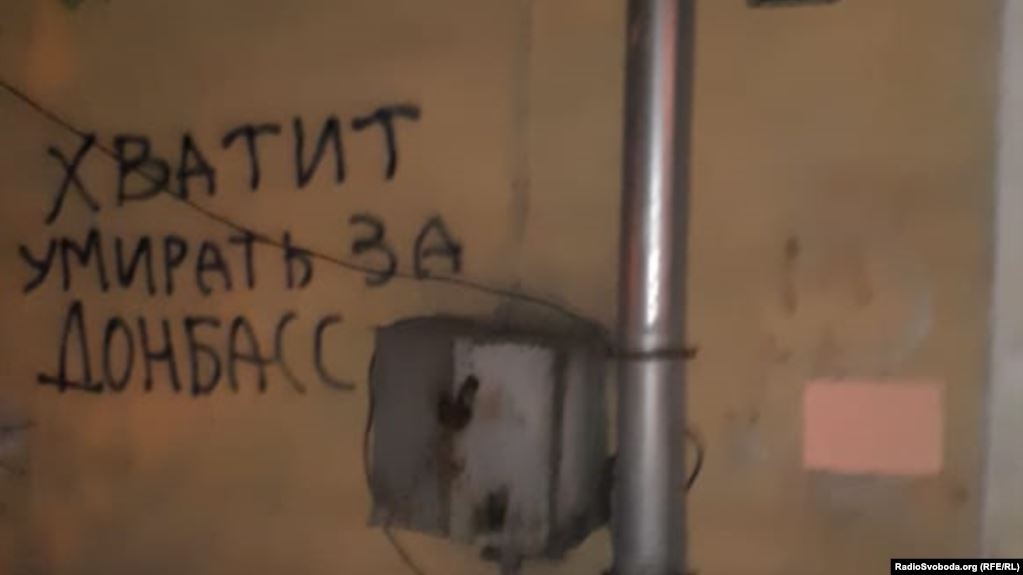 ХВАТИТ
УМИРАТЬ ЗА
ДОНБАСС
RadioSvoboda.org (RFE/RL)